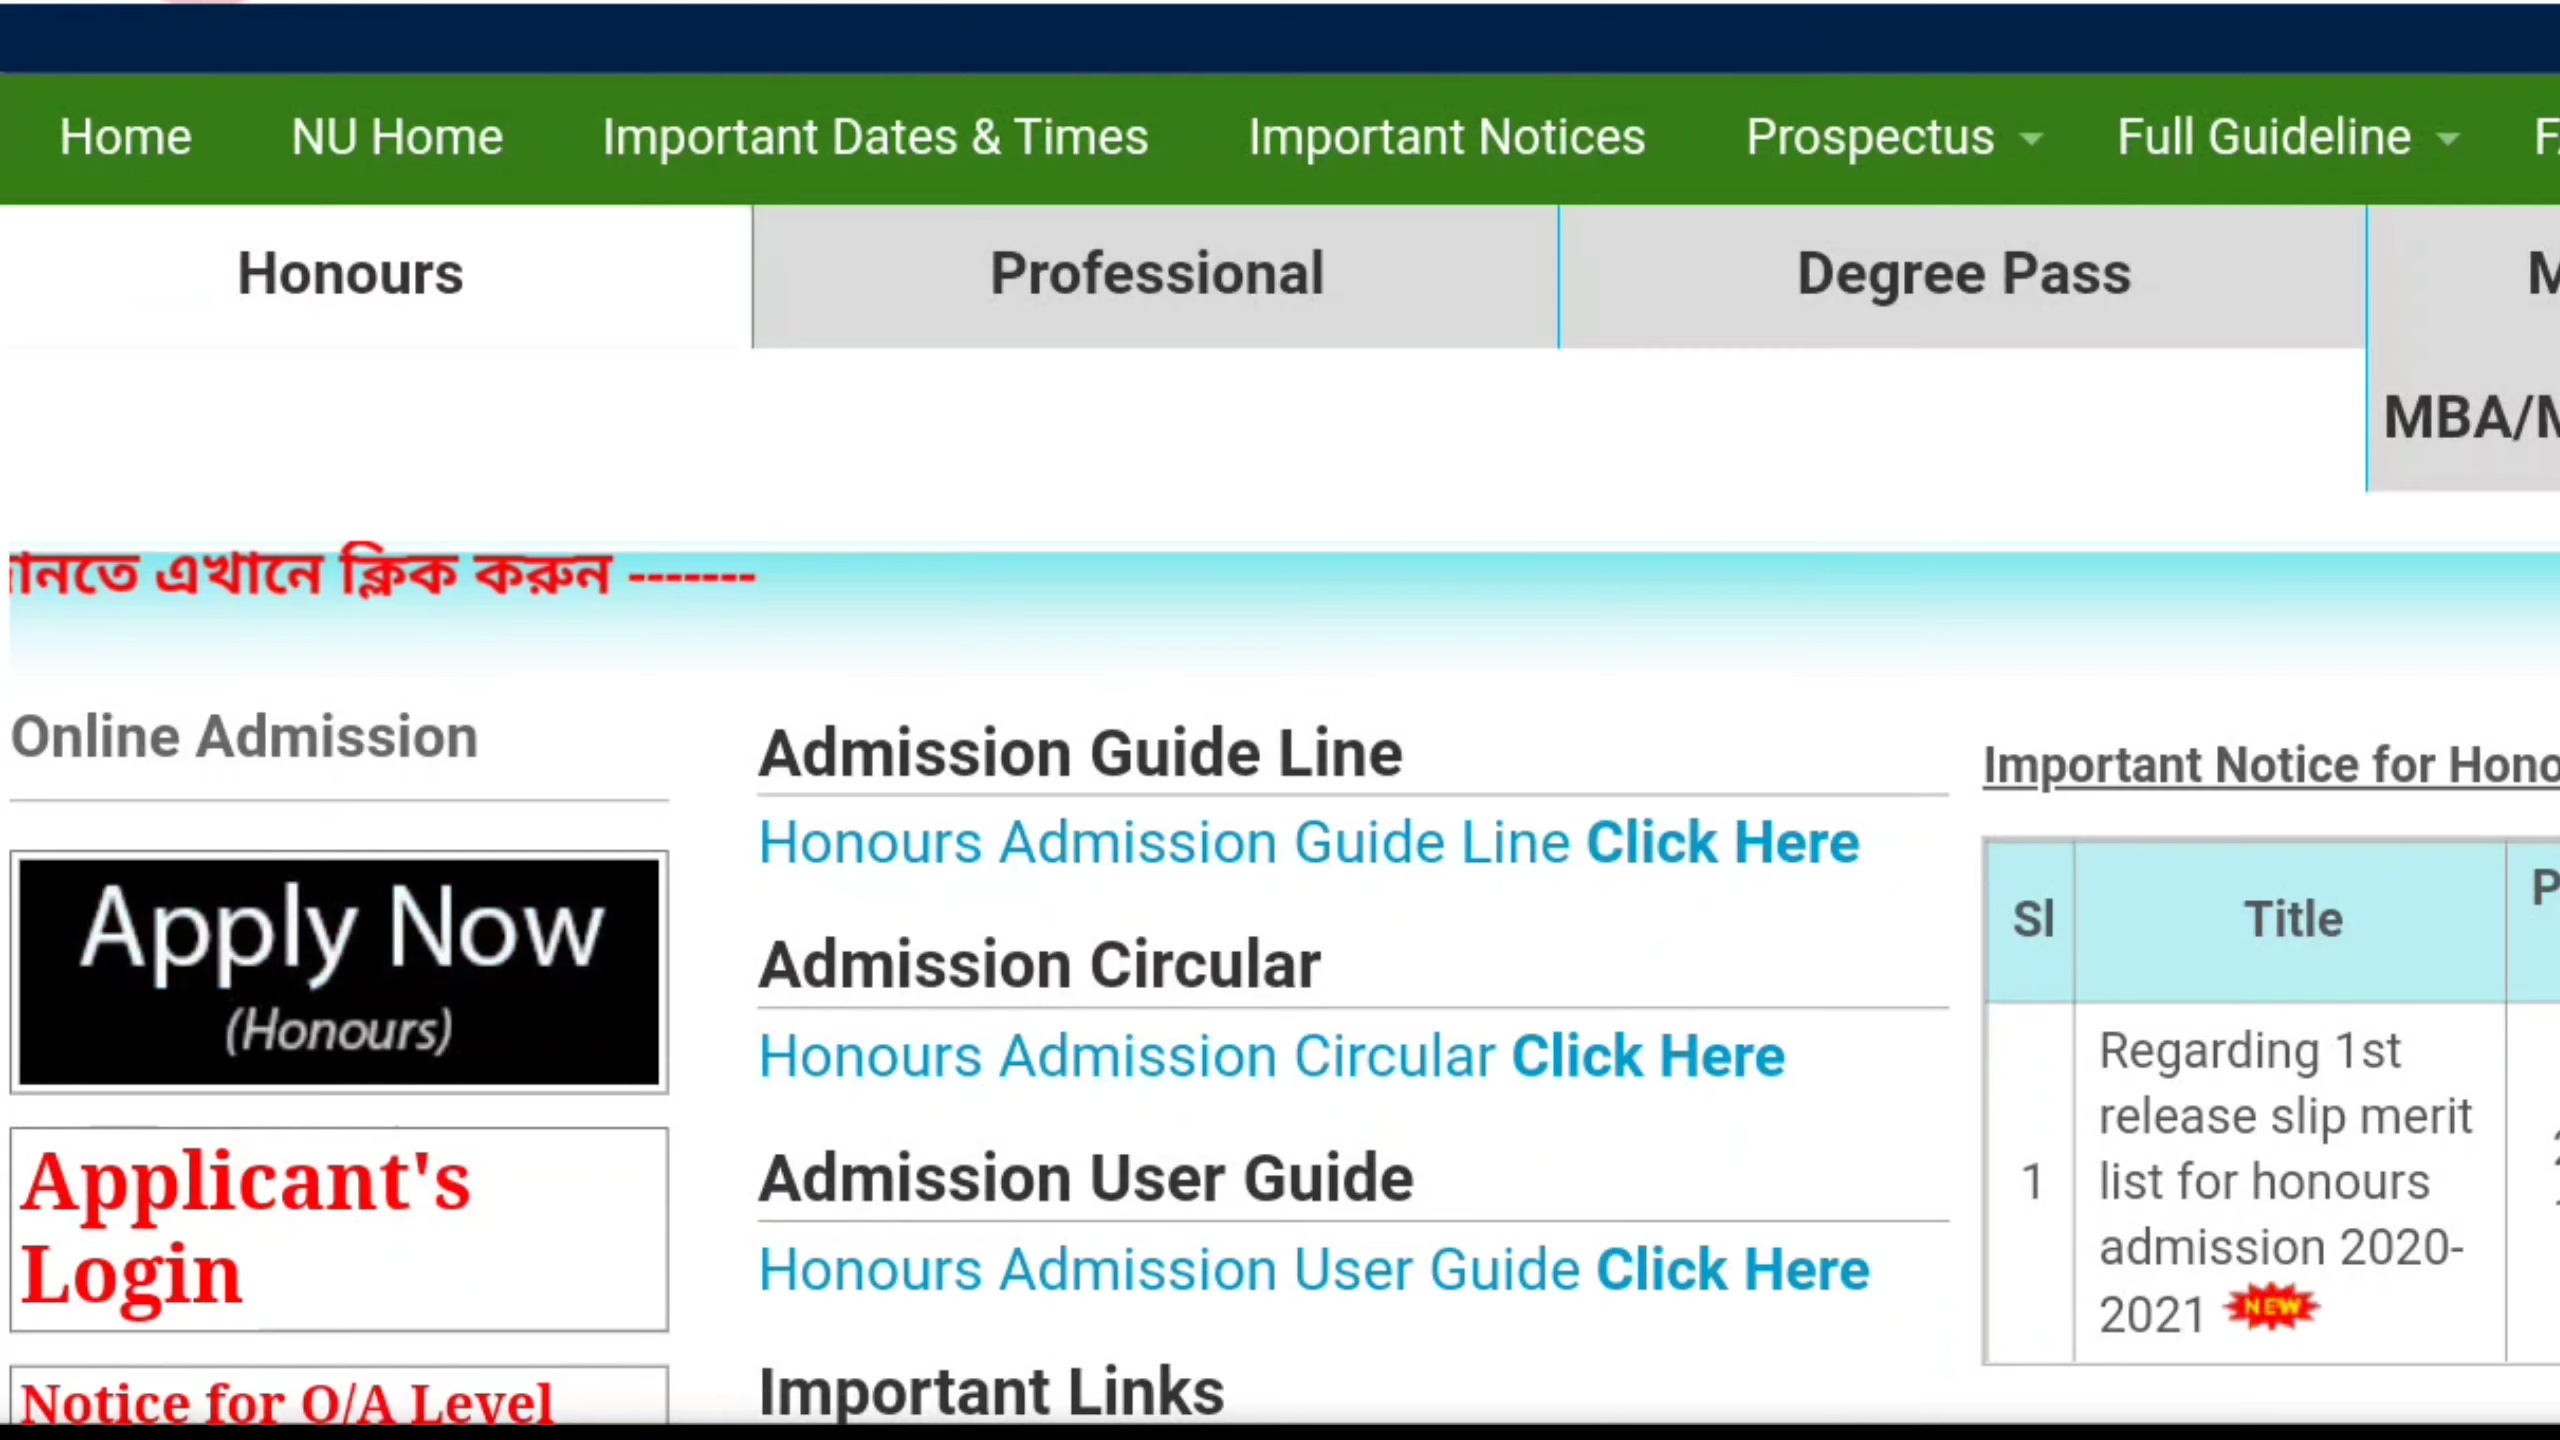 Home NU Home Important Dates & Times Important Notices Prospectus Full Guideline
Honours Professional Degree Pass
MBA/M
এখানে ক্লিক করুন -------
Online Admission
Apply Now
(Honours)
Applicant's
Login
Notice for O/A Level
Admission Guide Line
Honours Admission Guide Line Click Here
Admission Circular
Honours Admission Circular Click Here
Admission User Guide
Honours Admission User Guide Click Here
Important Links
Important Notice for Hono
Sl Title
1
Regarding 1st
release slip merit
list for honours
admission 2020-
2021 NEW